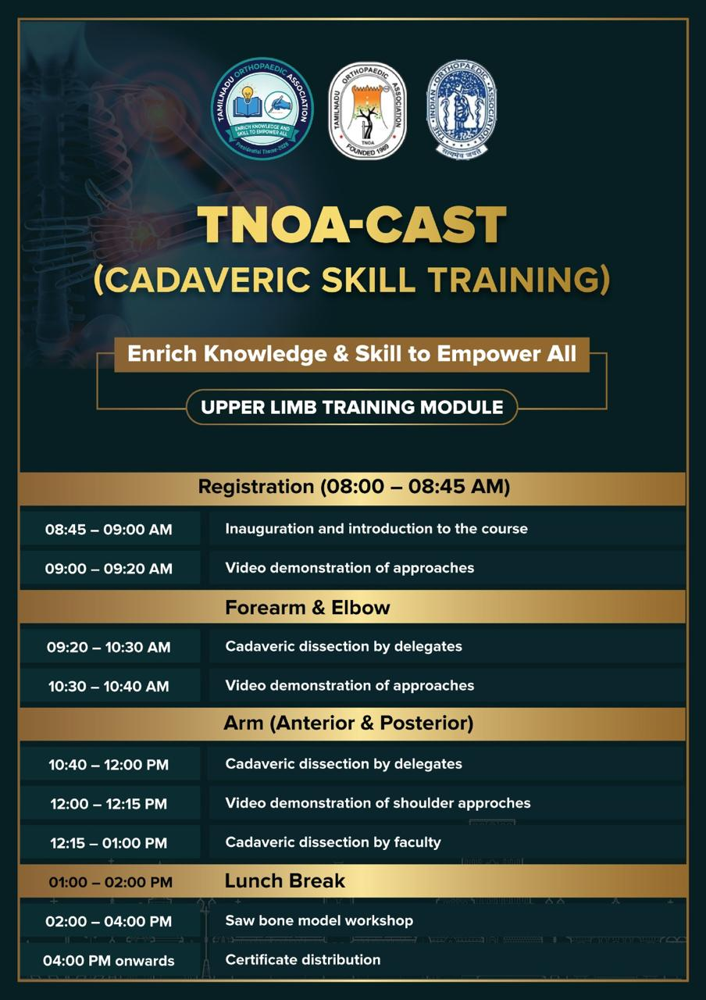 TAMILNADU ORTHOPAEDIC ASSOCIATION
ENRICH KNOWLEDGE AND
SKILL TO EMPOWER ALL
Presidential Theme-2026
TAMILNADU ORTHOPAEDIC ASSOCIATION
TNOA
FOUNDED 1969
THE INDIAN ORTHOPAEDIC ASSOCIATION
सत्यमेव जयते
TNOA-CAST
(CADAVERIC SKILL TRAINING)
Enrich Knowledge & Skill to Empower All
UPPER LIMB TRAINING MODULE
Registration (08:00 – 08:45 AM)
08:45 – 09:00 AM Inauguration and introduction to the course
09:00 – 09:20 AM Video demonstration of approaches
Forearm & Elbow
09:20 – 10:30 AM Cadaveric dissection by delegates
10:30 – 10:40 AM Video demonstration of approaches
Arm (Anterior & Posterior)
10:40 – 12:00 PM Cadaveric dissection by delegates
12:00 – 12:15 PM Video demonstration of shoulder approches
12:15 – 01:00 PM Cadaveric dissection by faculty
01:00 – 02:00 PM Lunch Break
02:00 – 04:00 PM Saw bone model workshop
04:00 PM onwards Certificate distribution